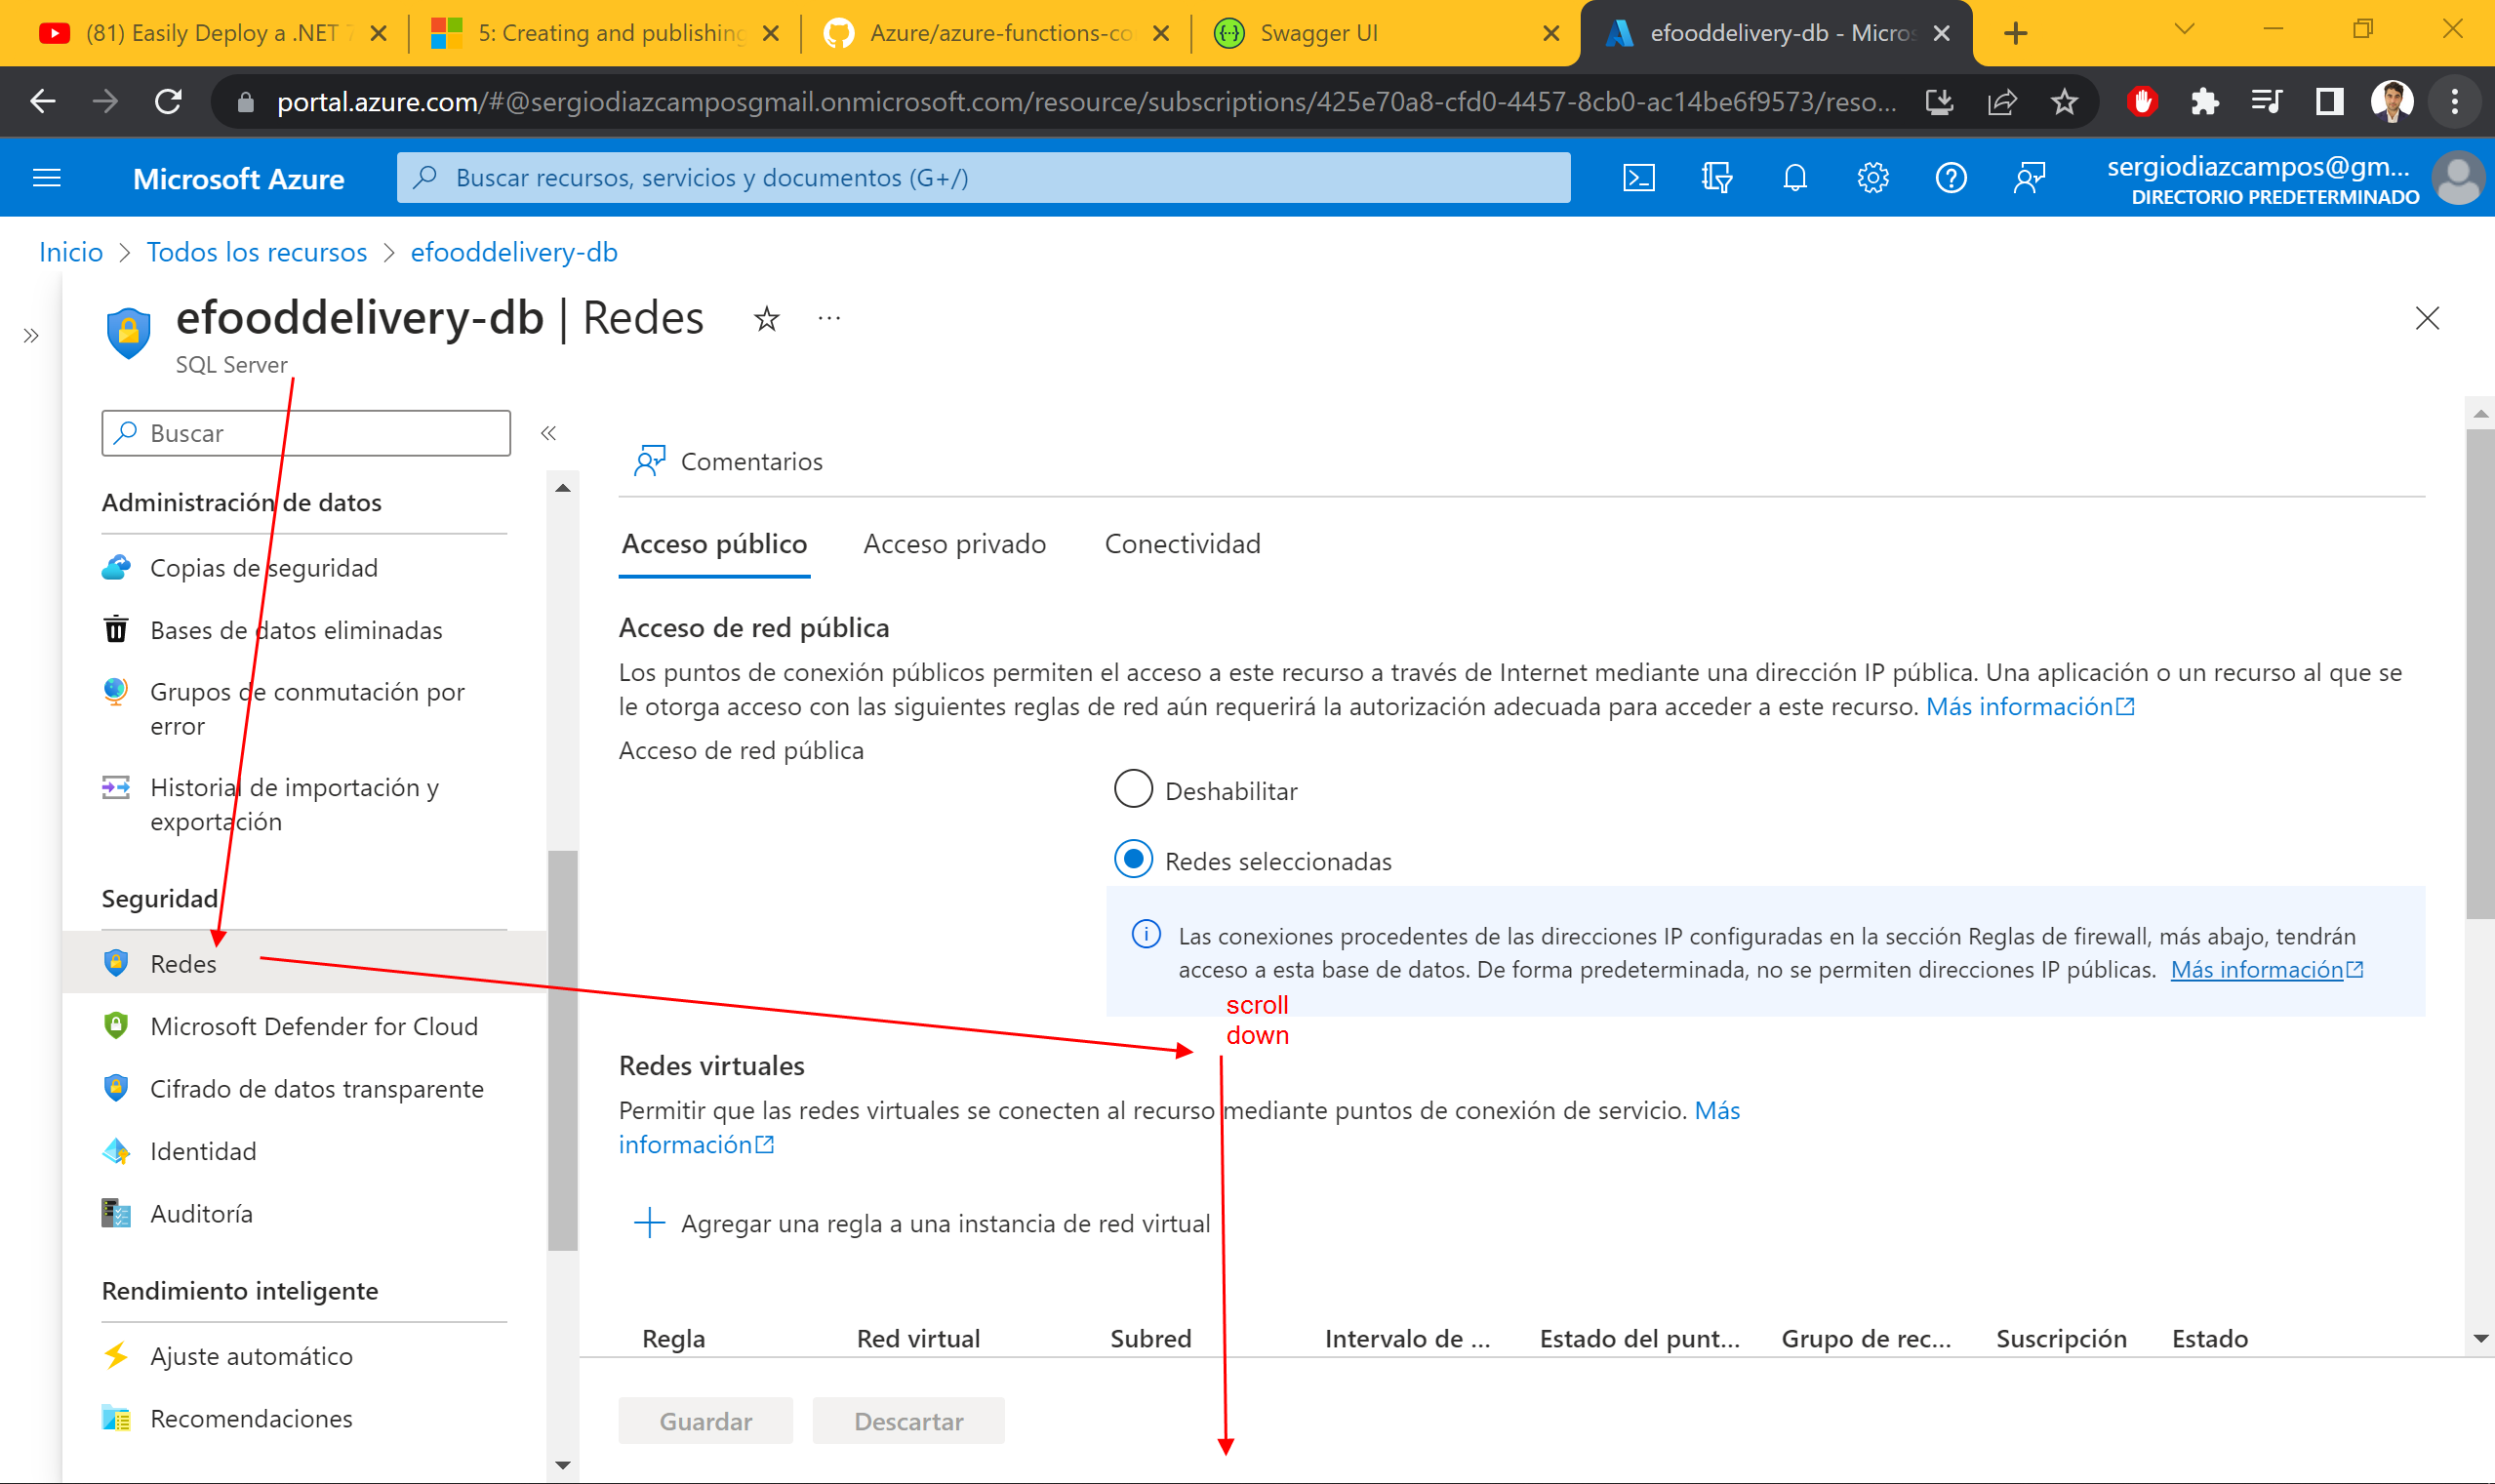 (81) Easily Deploy a .NET 7
5: Creating and publishing
Azure/azure-functions-co
Swagger UI
efooddelivery-db - Micros
portal.azure.com/#@sergiodiazcamposgmail.onmicrosoft.com/resource/subscriptions/425e70a8-cfd0-4457-8cb0-ac14be6f9573/reso...
Microsoft Azure
Buscar recursos, servicios y documentos (G+/)
sergiodiazcampos@gm...
DIRECTORIO PREDETERMINADO
Inicio > Todos los recursos > efooddelivery-db
efooddelivery-db | Redes
SQL Server
Buscar
Administración de datos
Copias de seguridad
Bases de datos eliminadas
Grupos de conmutación por
error
Historial de importación y
exportación
Seguridad
Redes
Microsoft Defender for Cloud
Cifrado de datos transparente
Identidad
Auditoría
Rendimiento inteligente
Ajuste automático
Recomendaciones
Comentarios
Acceso público
Acceso privado
Conectividad
Acceso de red pública
Los puntos de conexión públicos permiten el acceso a este recurso a través de Internet mediante una dirección IP pública. Una aplicación o un recurso al que se
le otorga acceso con las siguientes reglas de red aún requerirá la autorización adecuada para acceder a este recurso. Más información
Acceso de red pública
Deshabilitar
Redes seleccionadas
Las conexiones procedentes de las direcciones IP configuradas en la sección Reglas de firewall, más abajo, tendrán
acceso a esta base de datos. De forma predeterminada, no se permiten direcciones IP públicas. Más información
scroll
down
Redes virtuales
Permitir que las redes virtuales se conecten al recurso mediante puntos de conexión de servicio. Más
información
Agregar una regla a una instancia de red virtual
Regla
Red virtual
Subred
Intervalo de ...
Estado del punt...
Grupo de rec...
Suscripción
Estado
Guardar
Descartar